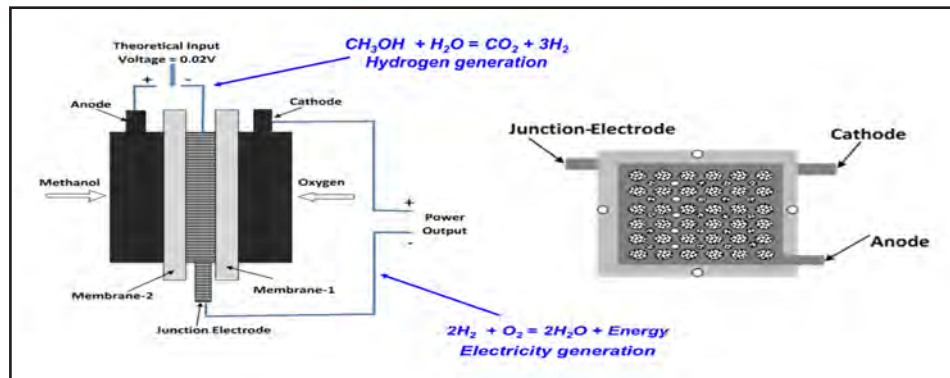 Theoretical Input
Voltage = 0.02V
+ -
Anode
Cathode
Methanol
Oxygen
+
Power
Output
-
Membrane-2
Membrane-1
Junction Electrode
CH₃OH + H₂O = CO₂ + 3H₂
Hydrogen generation
2H₂ + O₂ = 2H₂O + Energy
Electricity generation
Junction-Electrode
Cathode
Anode